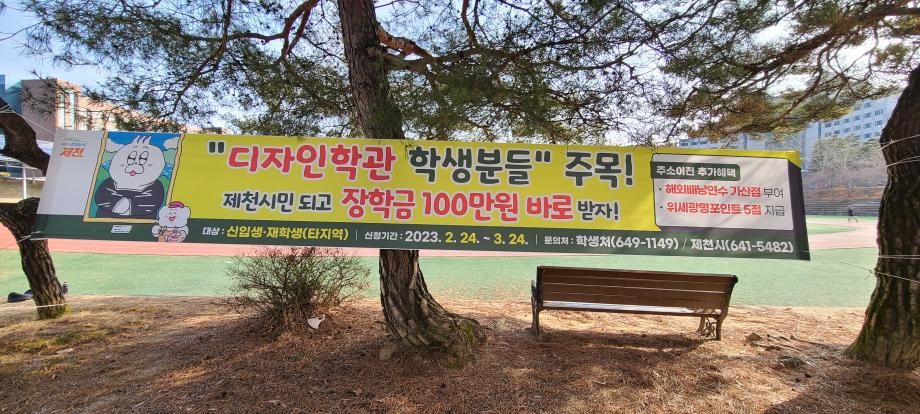 제천
"디자인학관 학생분들" 주목!
제천시민 되고 장학금 100만원 바로 받자!
대상 : 신입생·재학생(타지역) | 신청기간 : 2023. 2. 24. ~ 3. 24. | 문의처 : 학생처(649-1149) / 제천시(641-5482)
주소이전 추가혜택
· 해외배낭연수 가산점 부여
· 위세광명포인트 5점 지급